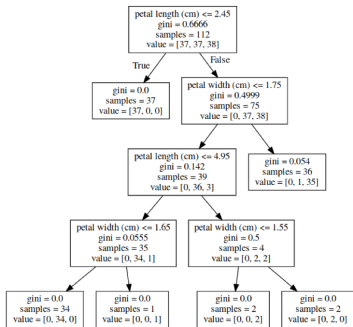 petal length (cm) <= 2.45
gini = 0.6666
samples = 112
value = [37, 37, 38]
True
False
gini = 0.0
samples = 37
value = [37, 0, 0]
petal width (cm) <= 1.75
gini = 0.4999
samples = 75
value = [0, 37, 38]
petal length (cm) <= 4.95
gini = 0.142
samples = 39
value = [0, 36, 3]
gini = 0.054
samples = 36
value = [0, 1, 35]
petal width (cm) <= 1.65
gini = 0.0555
samples = 35
value = [0, 34, 1]
petal width (cm) <= 1.55
gini = 0.5
samples = 4
value = [0, 2, 2]
gini = 0.0
samples = 34
value = [0, 34, 0]
gini = 0.0
samples = 1
value = [0, 0, 1]
gini = 0.0
samples = 2
value = [0, 0, 2]
gini = 0.0
samples = 2
value = [0, 2, 0]